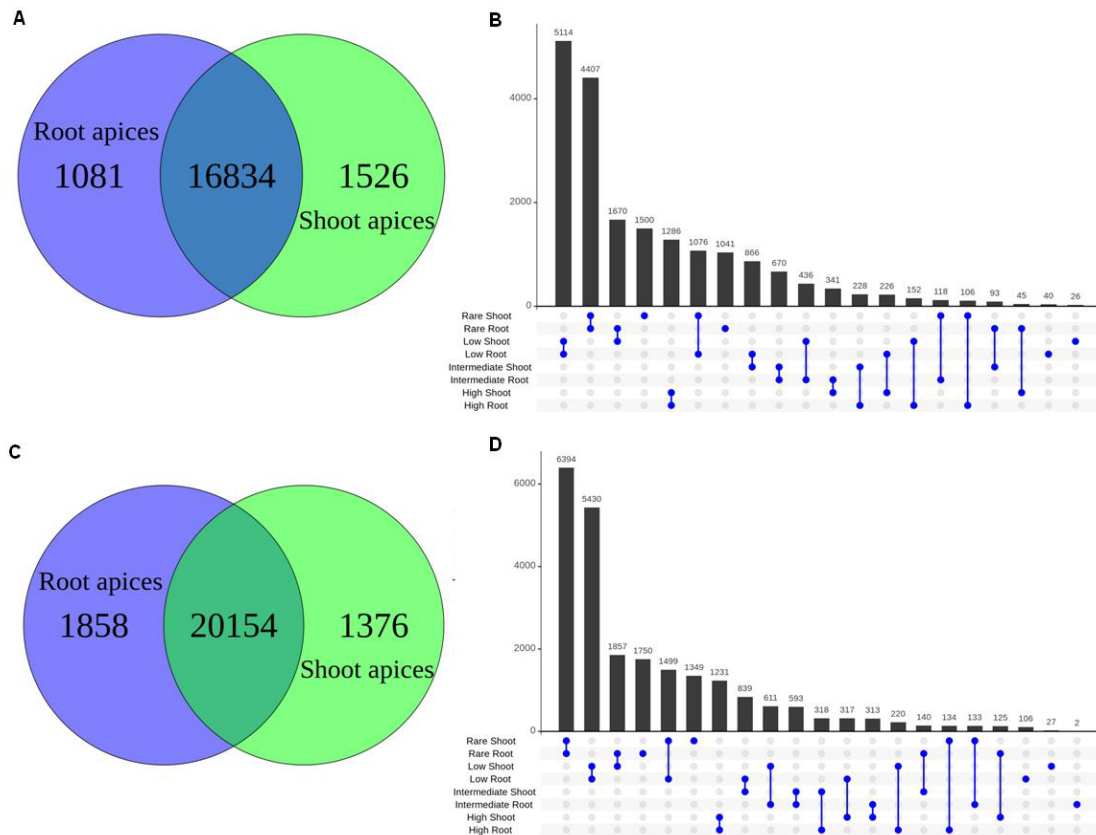 A
Root apices
1081
16834
1526
Shoot apices
B
5114
4407
1670
1500
1286
1076
1041
866
670
436
341
228
226
152
118
106
93
45
40
26
4000
2000
0
Rare Shoot
Rare Root
Low Shoot
Low Root
Intermediate Shoot
Intermediate Root
High Shoot
High Root
C
Root apices
1858
20154
1376
Shoot apices
D
6394
5430
1857
1750
1499
1349
1231
839
611
593
318
317
313
220
140
134
133
125
106
27
2
6000
4000
2000
0
Rare Shoot
Rare Root
Low Shoot
Low Root
Intermediate Shoot
Intermediate Root
High Shoot
High Root